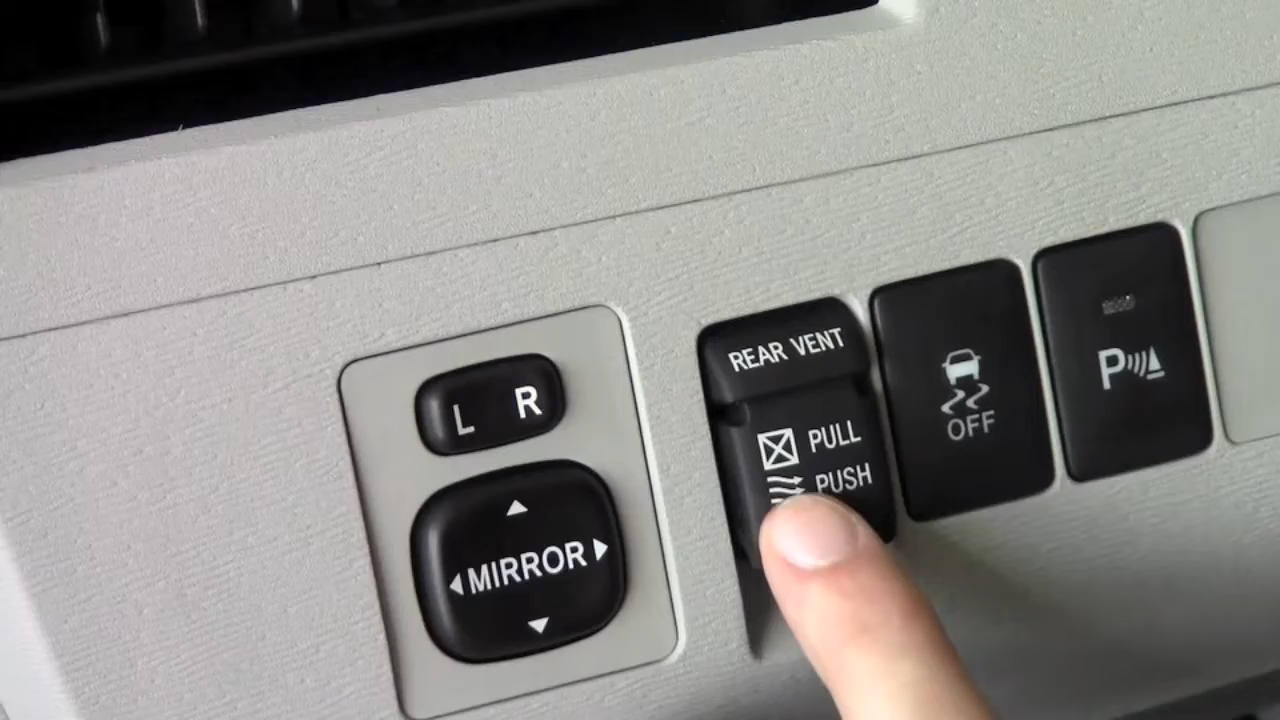 L R
MIRROR
REAR VENT
PULL
PUSH
OFF
P